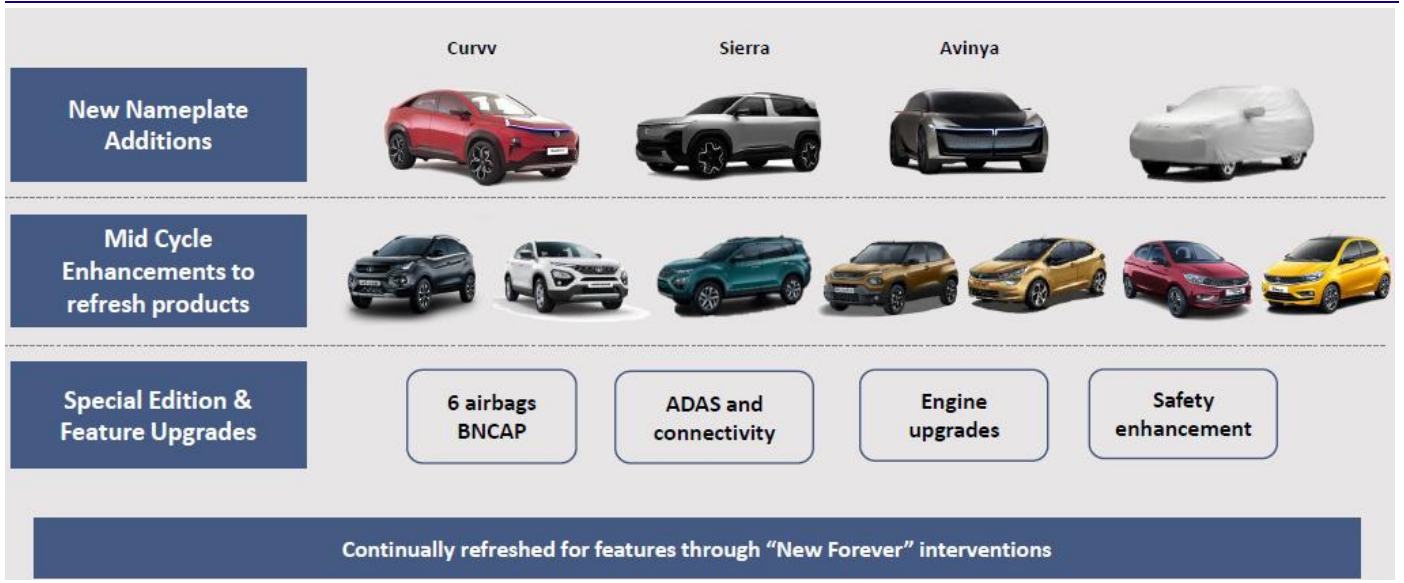 Curvv
Sierra
Avinya
New Nameplate
Additions
Mid Cycle
Enhancements to
refresh products
Special Edition &
Feature Upgrades
6 airbags
BNCAP
ADAS and
connectivity
Engine
upgrades
Safety
enhancement
Continually refreshed for features through “New Forever” interventions